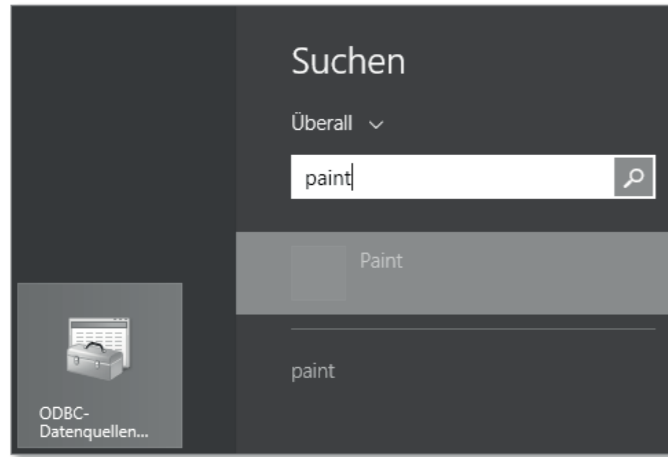 Suchen
Überall
paint
Paint
paint
ODBC-
Datenquellen...